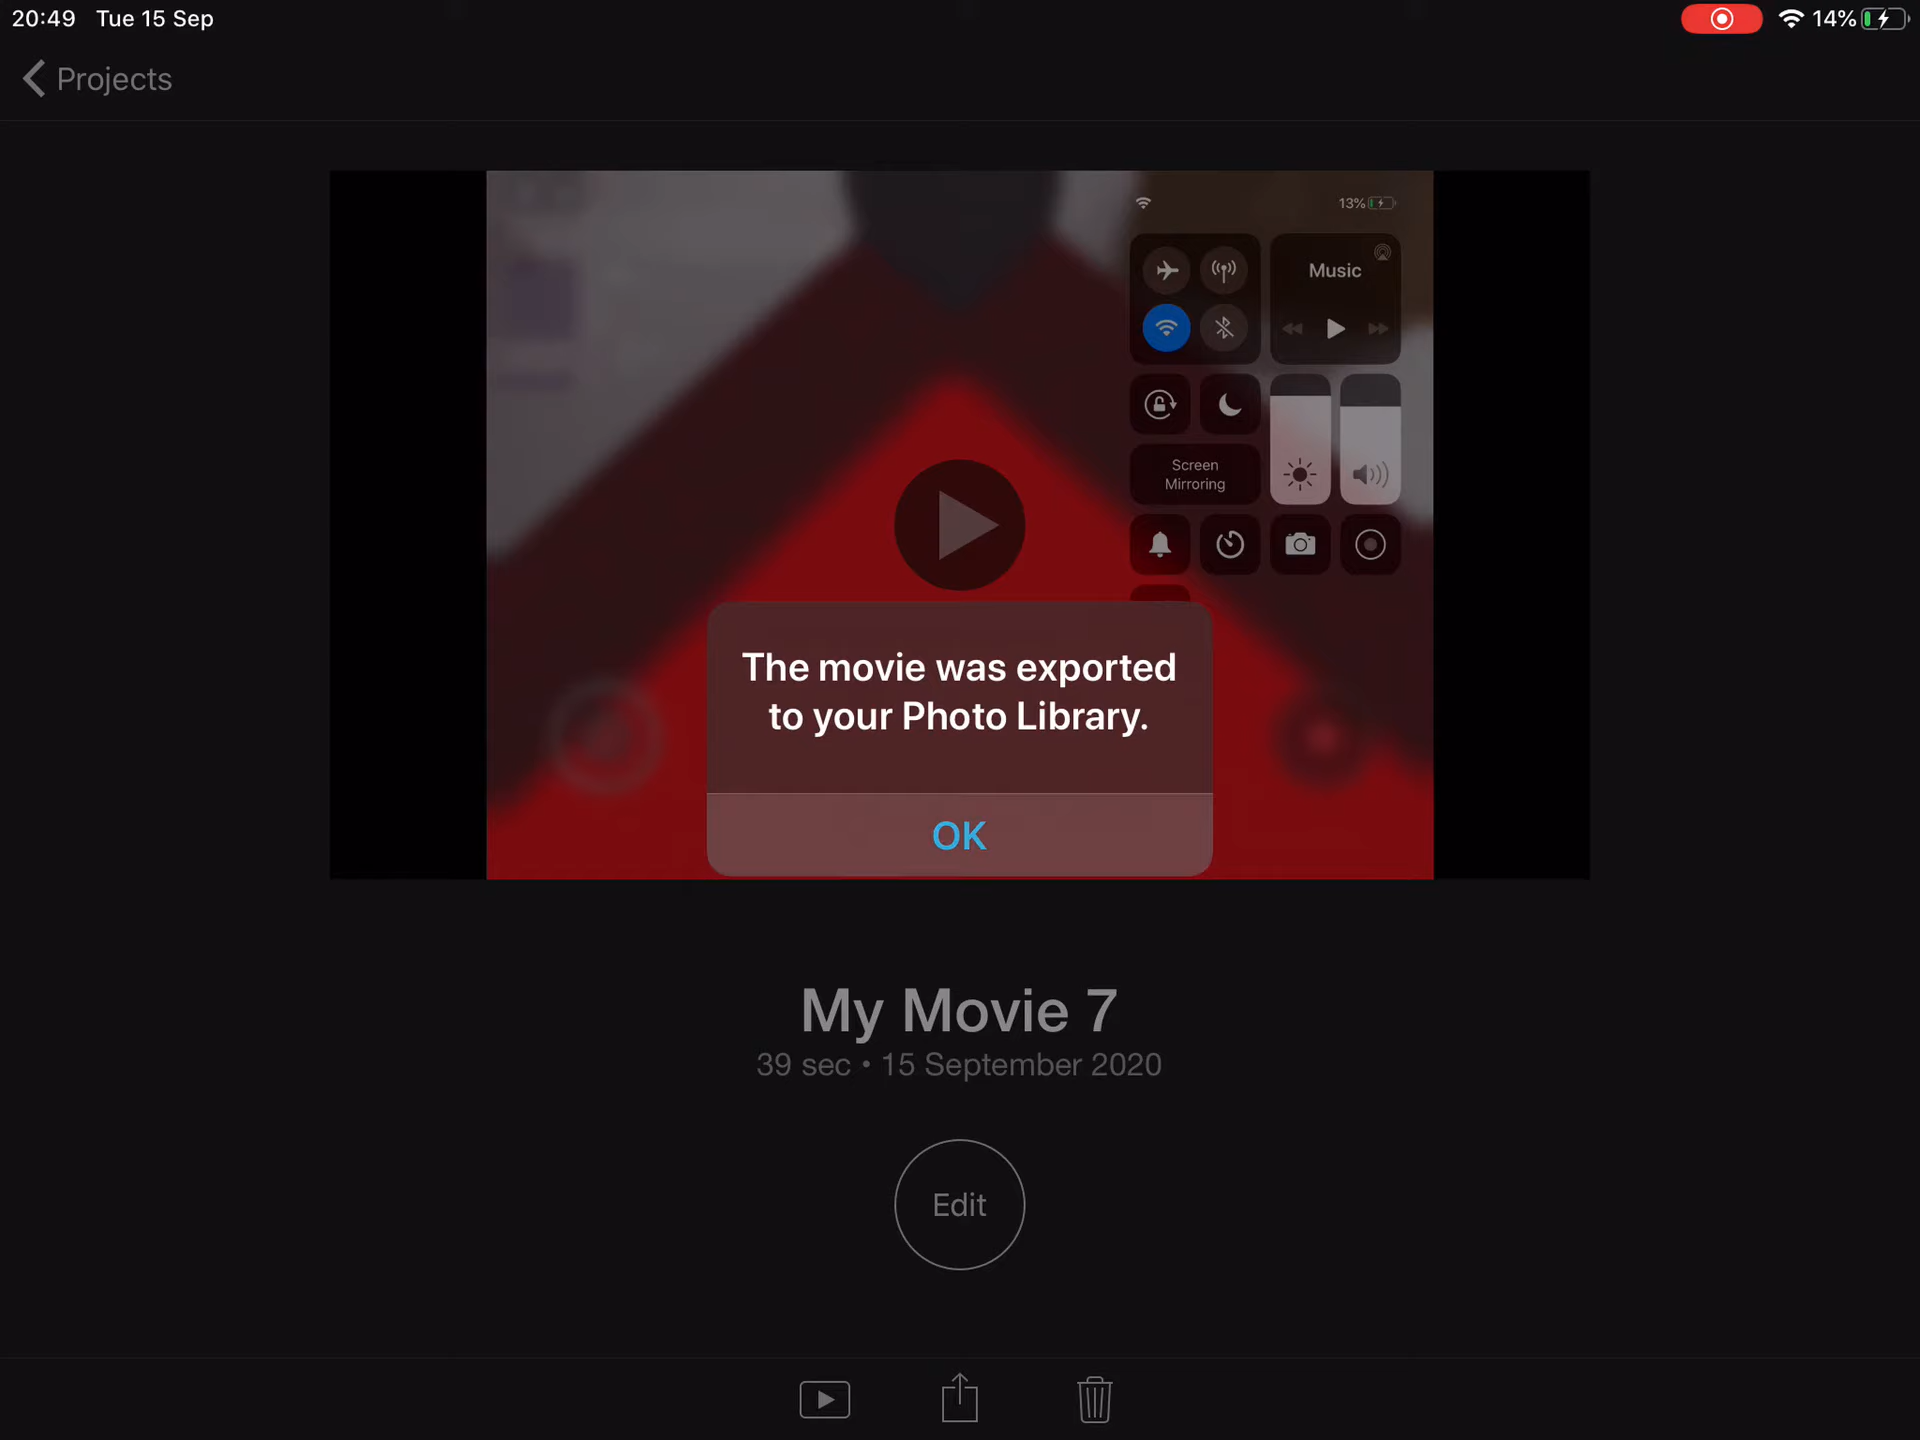 20:49 Tue 15 Sep
14%
Projects
13%
Music
Screen
Mirroring
The movie was exported
to your Photo Library.
OK
My Movie 7
39 sec • 15 September 2020
Edit